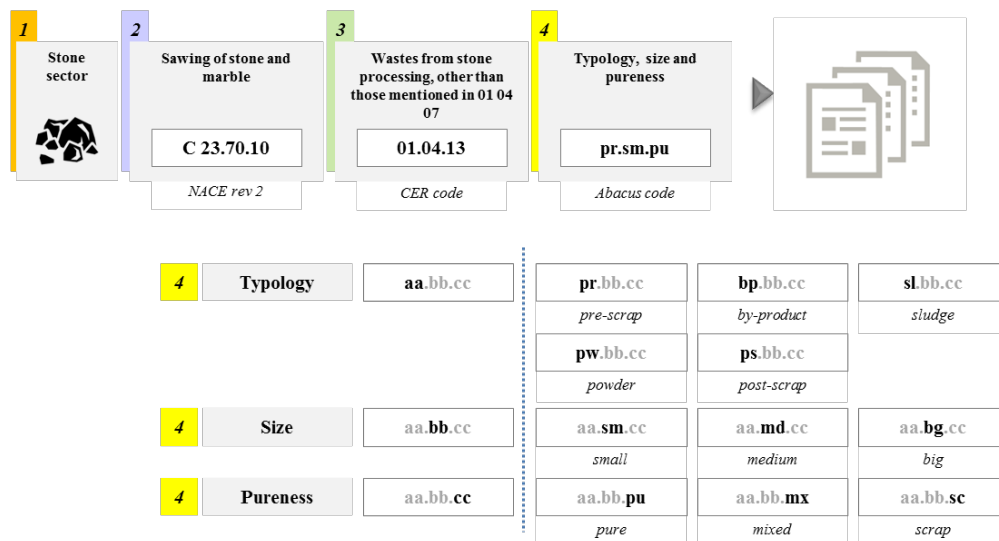 1
2
3
4
Stone
sector
Sawing of stone and
marble
C 23.70.10
NACE rev 2
Wastes from stone
processing, other than
those mentioned in 01 04
07
01.04.13
CER code
Typology, size and
pureness
pr.sm.pu
Abacus code
4 Typology aa.bb.cc pr.bb.cc bp.bb.cc sl.bb.cc
pre-scrap by-product sludge
pw.bb.cc ps.bb.cc
powder post-scrap
4 Size aa.bb.cc aa.sm.cc aa.md.cc aa.bg.cc
small medium big
4 Pureness aa.bb.cc aa.bb.pu aa.bb.mx aa.bb.sc
pure mixed scrap